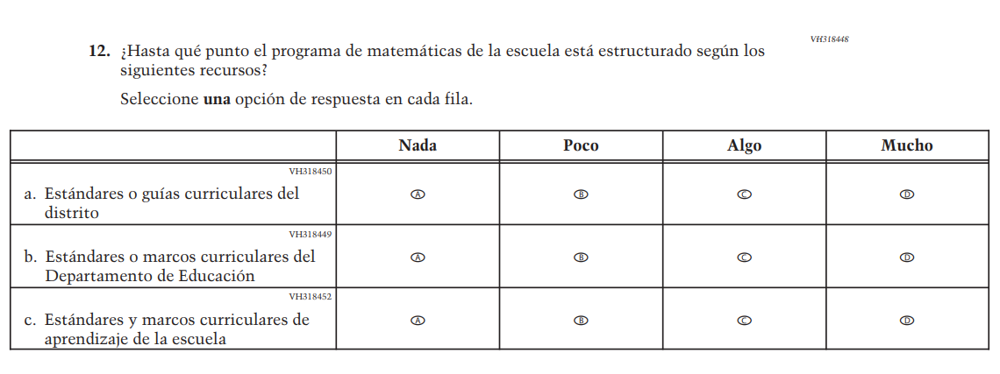 VH318448
12. ¿Hasta qué punto el programa de matemáticas de la escuela está estructurado según los
siguientes recursos?
Seleccione una opción de respuesta en cada fila.
Nada Poco Algo Mucho
VH318450
a. Estándares o guías curriculares del
distrito
A B C D
VH318449
b. Estándares o marcos curriculares del
Departamento de Educación
A B C D
VH318452
c. Estándares y marcos curriculares de
aprendizaje de la escuela
A B C D